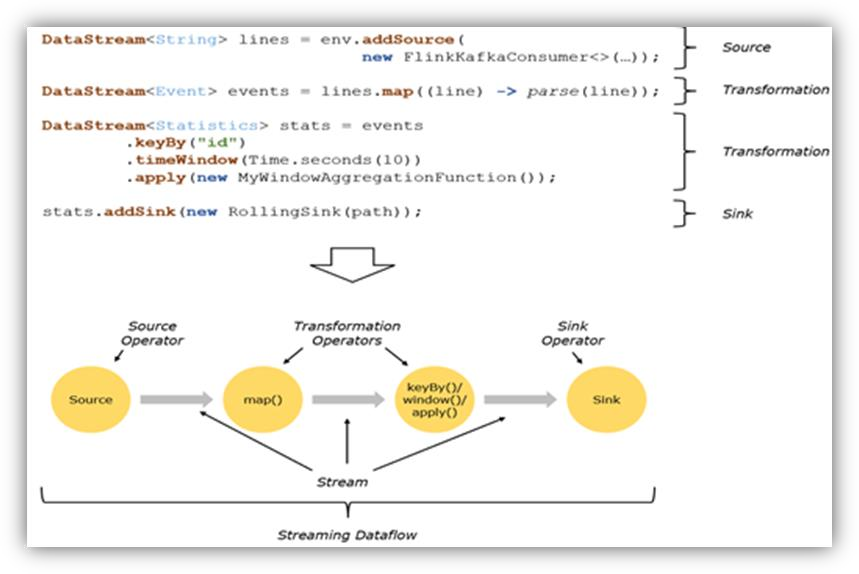 DataStream<String> lines = env.addSource(
new FlinkKafkaConsumer<>(…));
Source
DataStream<Event> events = lines.map((line) -> parse(line));
Transformation
DataStream<Statistics> stats = events
.keyBy("id")
.timeWindow(Time.seconds(10))
.apply(new MyWindowAggregationFunction());
Transformation
stats.addSink(new RollingSink(path));
Sink
Source
Operator
Transformation
Operators
Sink
Operator
Source
map()
keyBy()/
window()/
apply()
Sink
Stream
Streaming Dataflow